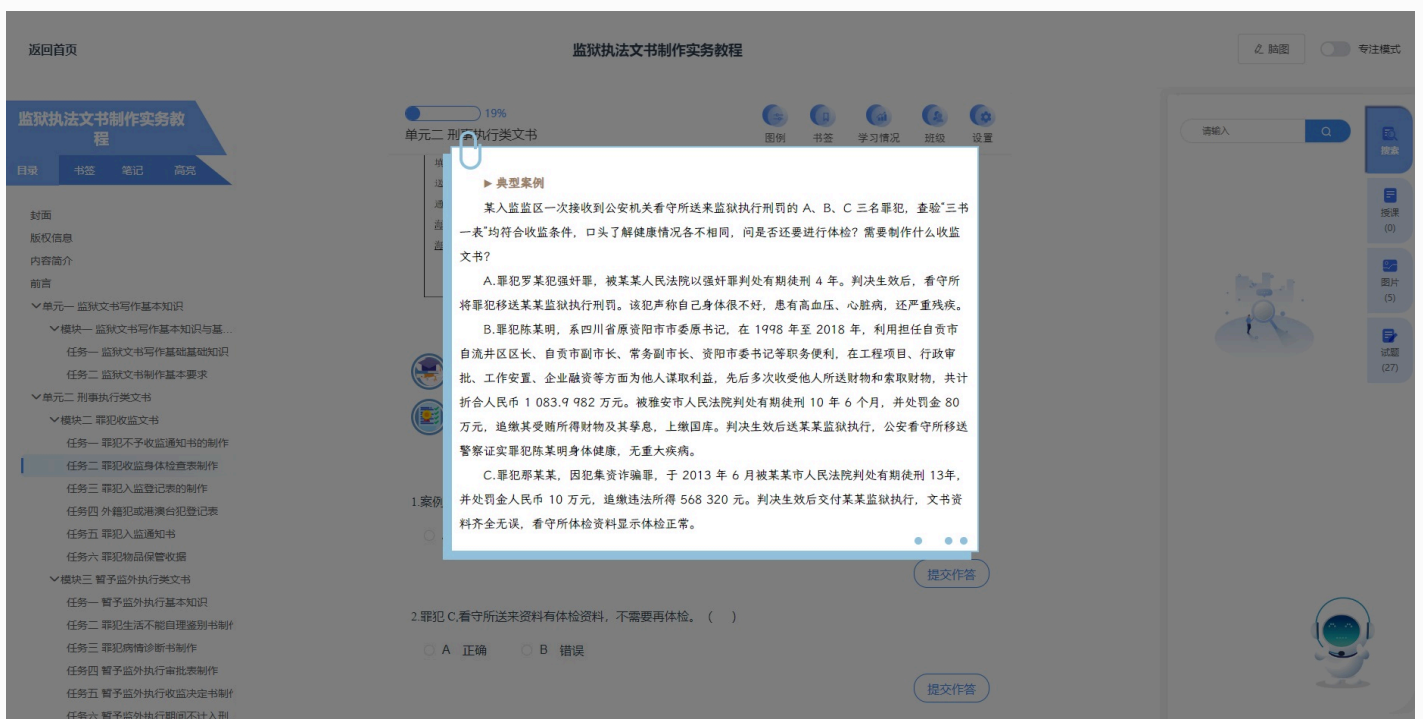 返回首页
监狱执法文书制作实务教程
脑图
专注模式
监狱执法文书制作实务教
程
目录
书签
笔记
高亮
封面
版权信息
内容简介
前言
单元一 监狱文书写作基本知识
模块一 监狱文书写作基本知识与基...
任务一 监狱文书写作基础基础知识
任务二 监狱文书制作基本要求
单元二 刑事执行类文书
模块二 罪犯收监文书
任务一 罪犯不予收监通知书的制作
任务二 罪犯收监身体检查表制作
任务三 罪犯入监登记表的制作
任务四 外籍犯或港澳台犯登记表
任务五 罪犯入监通知书
任务六 罪犯物品保管收据
模块三 暂予监外执行类文书
任务一 暂予监外执行基本知识
任务二 罪犯生活不能自理鉴别书制作
任务三 罪犯病情诊断书制作
任务四 暂予监外执行审批表制作
任务五 暂予监外执行收监决定书制作
任务六 暂予监外执行期间不计入刑
19%
单元二 刑事执行类文书
图例
书签
学习情况
班级
设置
▶ 典型案例
某入监监区一次接收到公安机关看守所送来监狱执行刑罚的 A、B、C 三名罪犯，查验“三书
一表”均符合收监条件，口头了解健康情况各不相同，问是否还要进行体检？需要制作什么收监
文书？
A.罪犯罗某犯强奸罪，被某某人民法院以强奸罪判处有期徒刑 4 年。判决生效后，看守所
将罪犯移送某某监狱执行刑罚。该犯声称自己身体很不好，患有高血压、心脏病，还严重残疾。
B.罪犯陈某明，系四川省原资阳市市委原书记，在 1998 年至 2018 年，利用担任自贡市
自流井区区长、自贡市副市长、常务副市长、资阳市委书记等职务便利，在工程项目、行政审
批、工作安置、企业融资等方面为他人谋取利益，先后多次收受他人所送财物和索取财物，共计
折合人民币 1 083.9 982 万元。被雅安市人民法院判处有期徒刑 10 年 6 个月，并处罚金 80
万元，追缴其受贿所得财物及其孳息，上缴国库。判决生效后送某某监狱执行，公安看守所移送
警察证实罪犯陈某明身体健康，无重大疾病。
C.罪犯那某某，因犯集资诈骗罪，于 2013 年 6 月被某某市人民法院判处有期徒刑 13年，
并处罚金人民币 10 万元，追缴违法所得 568 320 元。判决生效后交付某某监狱执行，文书资
料齐全无误，看守所体检资料显示体检正常。
1.案例
提交作答
2.罪犯 C,看守所送来资料有体检资料，不需要再体检。（ ）
A 正确
B 错误
提交作答
请输入
搜索
授课
(0)
图片
(5)
试题
(27)